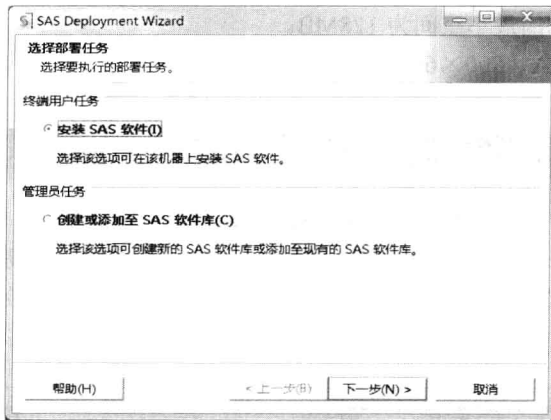 SAS Deployment Wizard
选择部署任务
选择要执行的部署任务。
终端用户任务
安装 SAS 软件(I)
选择该选项可在该机器上安装 SAS 软件。
管理员任务
创建或添加至 SAS 软件库(C)
选择该选项可创建新的 SAS 软件库或添加至现有的 SAS 软件库。
帮助(H)
< 上一步(B)
下一步(N) >
取消